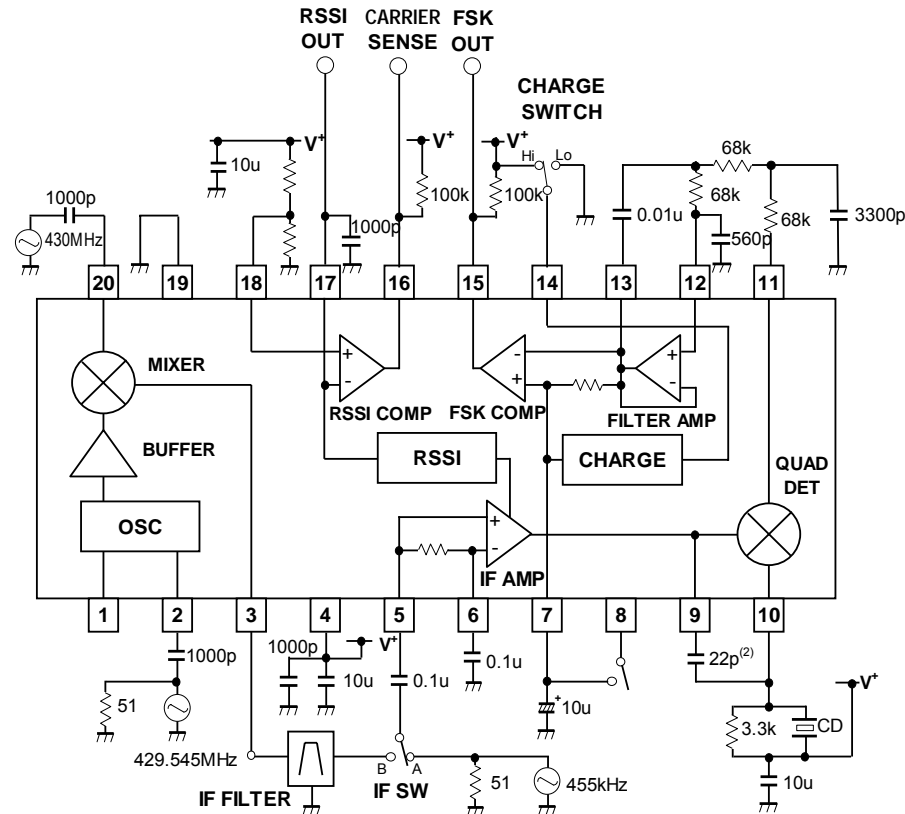 RSSI
OUT
CARRIER
SENSE
FSK
OUT
CHARGE
SWITCH
V+
10u
1000p
430MHz
1000p
V+
100k
V+
100k
Hi
Lo
0.01u
68k
68k
560p
68k
3300p
20
19
18
17
16
15
14
13
12
11
MIXER
+
-
RSSI COMP
-
+
FSK COMP
+
-
FILTER AMP
BUFFER
RSSI
CHARGE
QUAD
DET
OSC
+
-
IF AMP
1
2
3
4
5
6
7
8
9
10
1000p
51
429.545MHz
1000p
10u
V+
0.1u
0.1u
+
10u
22p(2)
V+
3.3k
CD
10u
B
A
IF FILTER
IF SW
51
455kHz